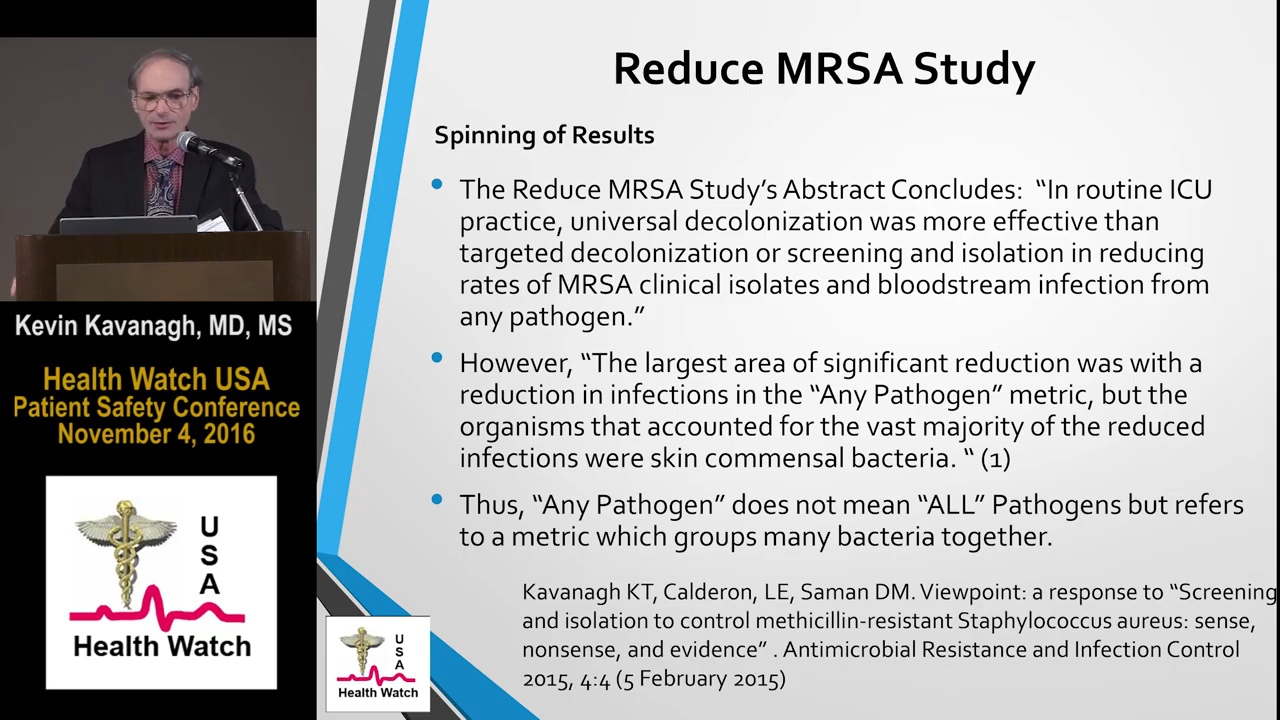 Reduce MRSA Study
Spinning of Results
• The Reduce MRSA Study’s Abstract Concludes: “In routine ICU
practice, universal decolonization was more effective than
targeted decolonization or screening and isolation in reducing
rates of MRSA clinical isolates and bloodstream infection from
any pathogen.”
• However, “The largest area of significant reduction was with a
reduction in infections in the “Any Pathogen” metric, but the
organisms that accounted for the vast majority of the reduced
infections were skin commensal bacteria. “ (1)
• Thus, “Any Pathogen” does not mean “ALL” Pathogens but refers
to a metric which groups many bacteria together.
Kavanagh KT, Calderon, LE, Saman DM. Viewpoint: a response to “Screening
and isolation to control methicillin-resistant Staphylococcus aureus: sense,
nonsense, and evidence” . Antimicrobial Resistance and Infection Control
2015, 4:4 (5 February 2015)
Kevin Kavanagh, MD, MS
Health Watch USA
Patient Safety Conference
November 4, 2016
U
S
A
Health Watch
U
S
A
Health Watch